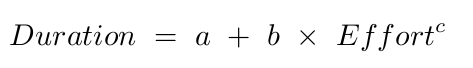 Duration = a + b × Effort^c